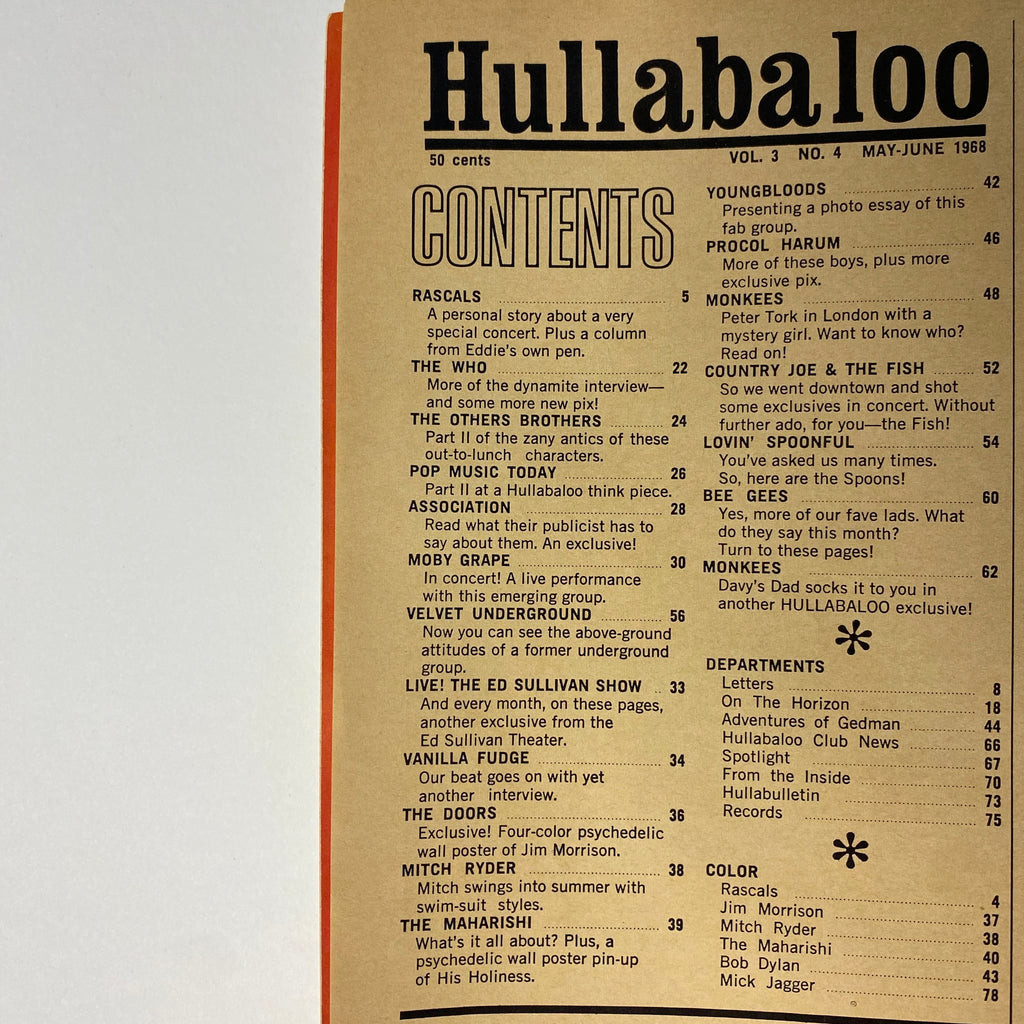 Hullabaloo
50 cents
VOL. 3 NO. 4 MAY-JUNE 1968
CONTENTS
RASCALS 5
A personal story about a very
special concert. Plus a column
from Eddie's own pen.
THE WHO 22
More of the dynamite interview—
and some more new pix!
THE OTHERS BROTHERS 24
Part II of the zany antics of these
out-to-lunch characters.
POP MUSIC TODAY 26
Part II at a Hullabaloo think piece.
ASSOCIATION 28
Read what their publicist has to
say about them. An exclusive!
MOBY GRAPE 30
In concert! A live performance
with this emerging group.
VELVET UNDERGROUND 56
Now you can see the above-ground
attitudes of a former underground
group.
LIVE! THE ED SULLIVAN SHOW 33
And every month, on these pages,
another exclusive from the
Ed Sullivan Theater.
VANILLA FUDGE 34
Our beat goes on with yet
another interview.
THE DOORS 36
Exclusive! Four-color psychedelic
wall poster of Jim Morrison.
MITCH RYDER 38
Mitch swings into summer with
swim-suit styles.
THE MAHARISHI 39
What's it all about? Plus, a
psychedelic wall poster pin-up
of His Holiness.
YOUNGBLOODS 42
Presenting a photo essay of this
fab group.
PROCOL HARUM 46
More of these boys, plus more
exclusive pix.
MONKEES 48
Peter Tork in London with a
mystery girl. Want to know who?
Read on!
COUNTRY JOE & THE FISH 52
So we went downtown and shot
some exclusives in concert. Without
further ado, for you—the Fish!
LOVIN' SPOONFUL 54
You've asked us many times.
So, here are the Spoons!
BEE GEES 60
Yes, more of our fave lads. What
do they say this month?
Turn to these pages!
MONKEES 62
Davy's Dad socks it to you in
another HULLABALOO exclusive!
DEPARTMENTS
Letters 8
On The Horizon 18
Adventures of Gedman 44
Hullabaloo Club News 66
Spotlight 67
From the Inside 70
Hullabulletin 73
Records 75
COLOR
Rascals 4
Jim Morrison 37
Mitch Ryder 38
The Maharishi 40
Bob Dylan 43
Mick Jagger 78